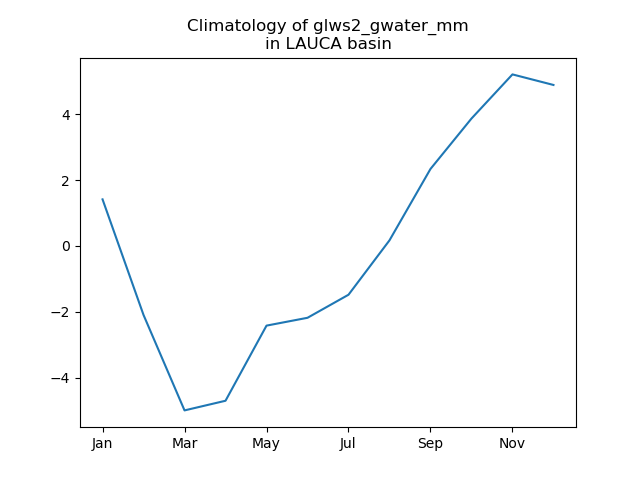 Climatology of glws2_gwater_mm
in LAUCA basin
4
2
0
−2
−4
Jan
Mar
May
Jul
Sep
Nov